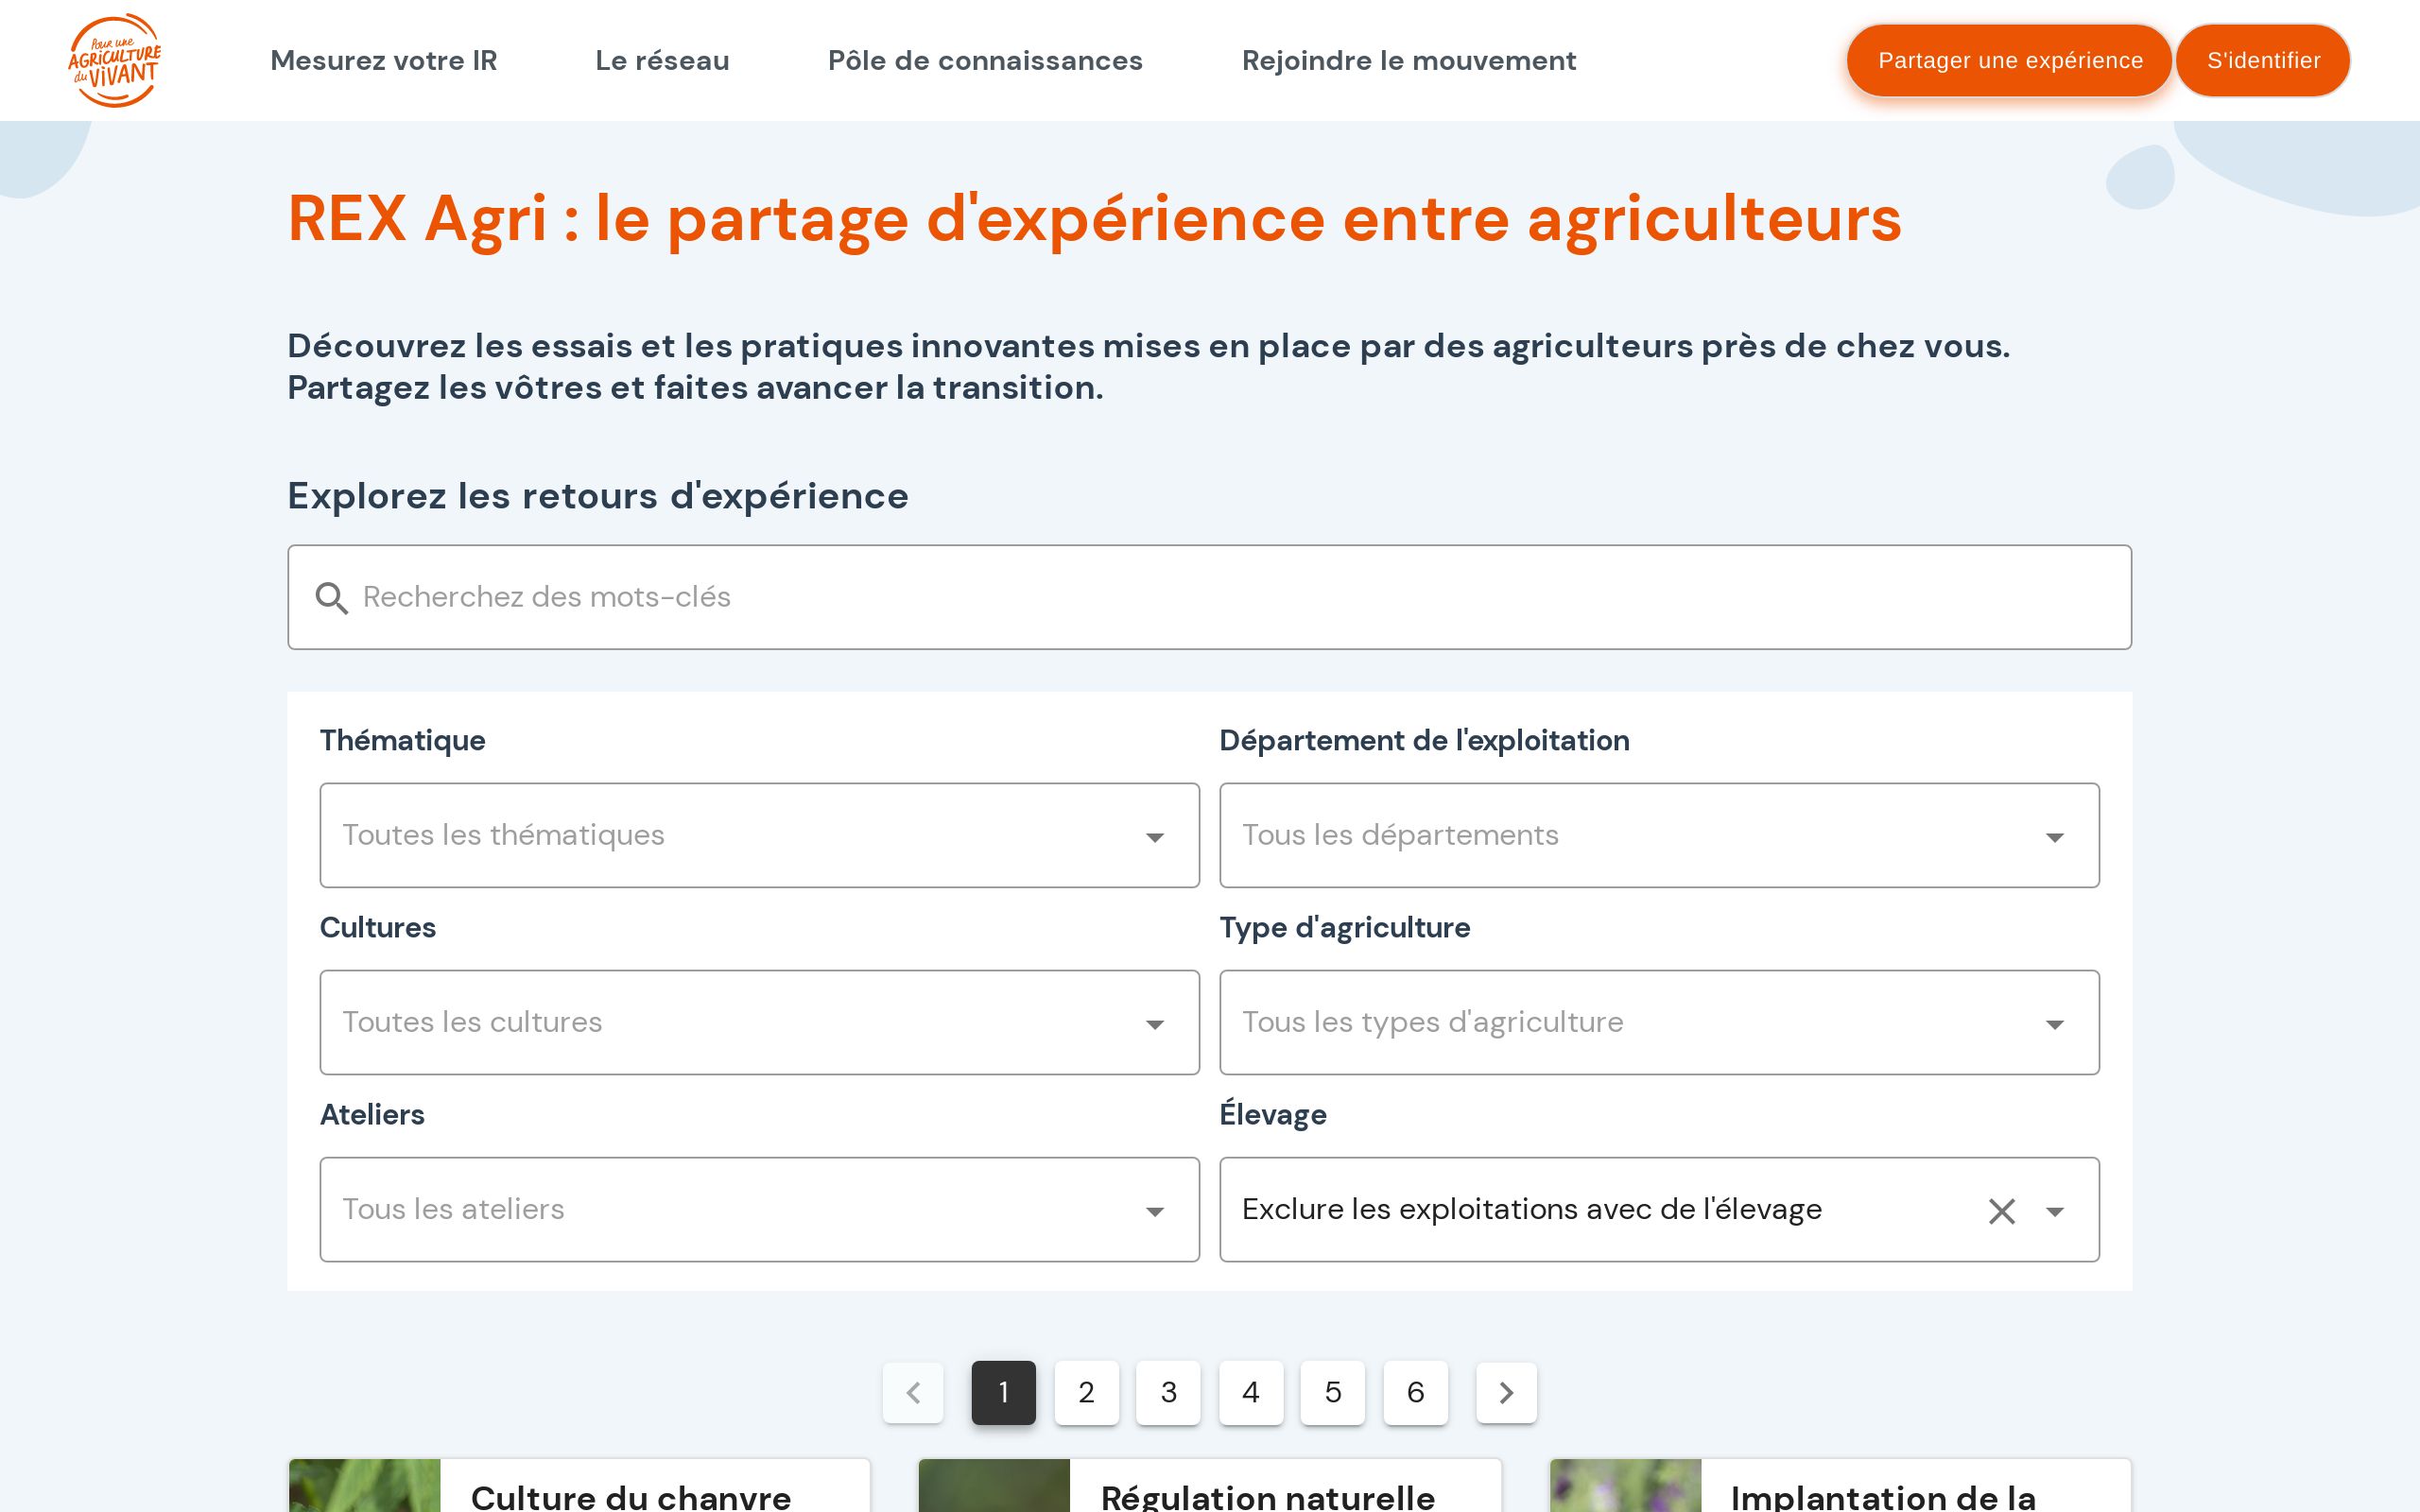 Pour une
AGRICULTURE
du VIVANT
Mesurez votre IR
Le réseau
Pôle de connaissances
Rejoindre le mouvement
Partager une expérience
S'identifier
REX Agri : le partage d'expérience entre agriculteurs
Découvrez les essais et les pratiques innovantes mises en place par des agriculteurs près de chez vous.
Partagez les vôtres et faites avancer la transition.
Explorez les retours d'expérience
Recherchez des mots-clés
Thématique
Département de l'exploitation
Toutes les thématiques
Tous les départements
Cultures
Type d'agriculture
Toutes les cultures
Tous les types d'agriculture
Ateliers
Élevage
Tous les ateliers
Exclure les exploitations avec de l'élevage
1 2 3 4 5 6
Culture du chanvre
Régulation naturelle
Implantation de la